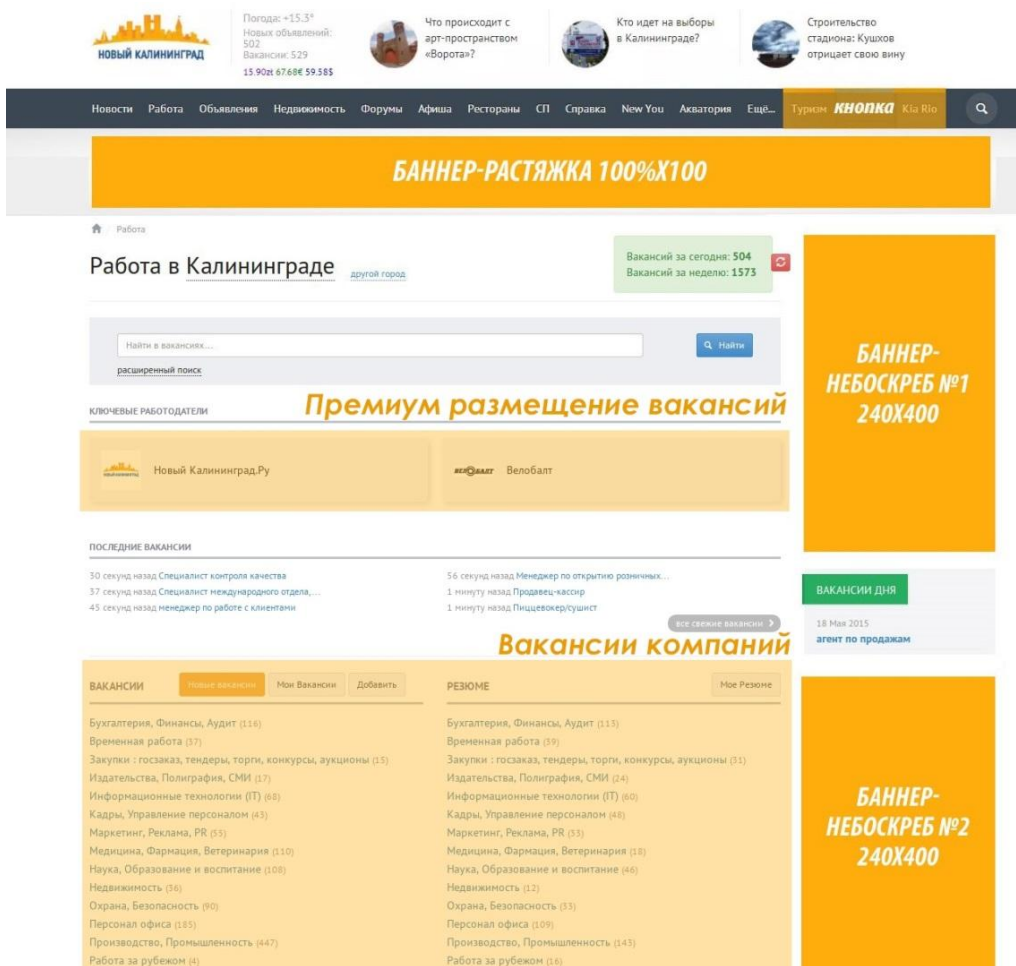 НОВЫЙ КАЛИНИНГРАД
Погода: +15.3°
Новых объявлений:
502
Вакансии: 529
15.90zł 67.68€ 59.58$
Что происходит с
арт-пространством
«Ворота»?
Кто идет на выборы
в Калининграде?
Строительство
стадиона: Кушхов
отрицает свою вину
Новости Работа Объявления Недвижимость Форумы Афиша Рестораны СП Справка New You Акватория Ещё... Туризм КНОПКА Kia Rio
БАННЕР-РАСТЯЖКА 100%X100
Работа
Работа в Калининграде другой город
Вакансий за сегодня: 504
Вакансий за неделю: 1573
Найти в вакансиях...
Найти
расширенный поиск
БАННЕР-
НЕБОСКРЕБ №1
240X400
КЛЮЧЕВЫЕ РАБОТОДАТЕЛИ
Премиум размещение вакансий
Новый Калининград.Ру
ВЕЛОБАЛТ Велобалт
ПОСЛЕДНИЕ ВАКАНСИИ
30 секунд назад Специалист контроля качества
37 секунд назад Специалист международного отдела,...
45 секунд назад менеджер по работе с клиентами
56 секунд назад Менеджер по открытию розничных...
1 минуту назад Продавец-кассир
1 минуту назад Пиццевокер/сушист
все свежие вакансии
ВАКАНСИИ ДНЯ
18 Мая 2015
агент по продажам
Вакансии компаний
ВАКАНСИИ Новые вакансии Мои Вакансии Добавить
Бухгалтерия, Финансы, Аудит (116)
Временная работа (37)
Закупки : госзаказ, тендеры, торги, конкурсы, аукционы (15)
Издательства, Полиграфия, СМИ (17)
Информационные технологии (IT) (68)
Кадры, Управление персоналом (43)
Маркетинг, Реклама, PR (55)
Медицина, Фармация, Ветеринария (110)
Наука, Образование и воспитание (108)
Недвижимость (36)
Охрана, Безопасность (90)
Персонал офиса (185)
Производство, Промышленность (447)
Работа за рубежом (4)
РЕЗЮМЕ Мое Резюме
Бухгалтерия, Финансы, Аудит (113)
Временная работа (39)
Закупки : госзаказ, тендеры, торги, конкурсы, аукционы (31)
Издательства, Полиграфия, СМИ (24)
Информационные технологии (IT) (60)
Кадры, Управление персоналом (48)
Маркетинг, Реклама, PR (53)
Медицина, Фармация, Ветеринария (18)
Наука, Образование и воспитание (46)
Недвижимость (12)
Охрана, Безопасность (33)
Персонал офиса (109)
Производство, Промышленность (143)
Работа за рубежом (16)
БАННЕР-
НЕБОСКРЕБ №2
240X400